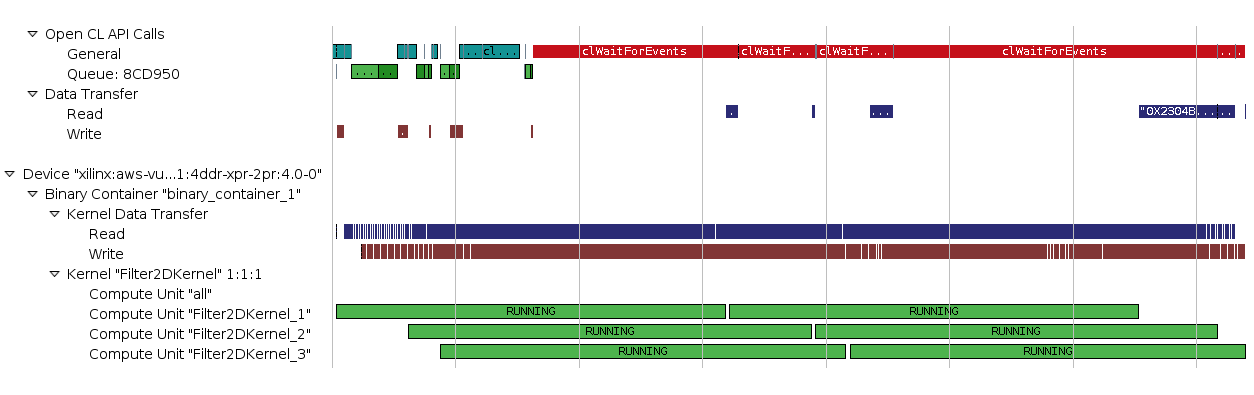 Open CL API Calls
General
.. cl... clWaitForEvents clWaitF... clWaitF... clWaitForEvents ...
Queue: 8CD950
Data Transfer
Read
. ... "0X2304B... ...
Write
.
Device "xilinx:aws-vu...1:4ddr-xpr-2pr:4.0-0"
Binary Container "binary_container_1"
Kernel Data Transfer
Read
Write
Kernel "Filter2DKernel" 1:1:1
Compute Unit "all"
Compute Unit "Filter2DKernel_1"
RUNNING RUNNING
Compute Unit "Filter2DKernel_2"
RUNNING RUNNING
Compute Unit "Filter2DKernel_3"
RUNNING RUNNING